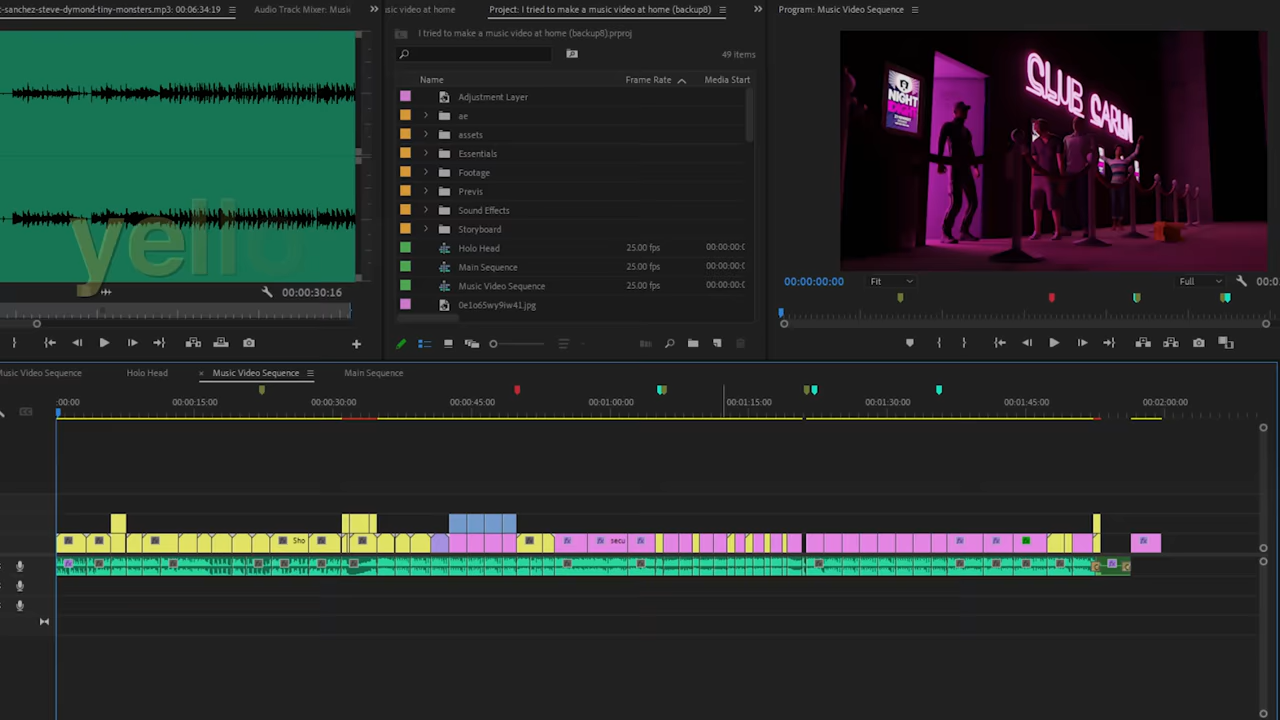 -sanchez-steve-dymond-tiny-monsters.mp3: 00:06:34:19
Audio Track Mixer: Musi
usic video at home
Project: I tried to make a music video at home (backup8)
Program: Music Video Sequence
I tried to make a music video at home (backup8).prproj
49 items
Name
Frame Rate
Media Start
Adjustment Layer
ae
assets
Essentials
Footage
Previs
Sound Effects
Storyboard
Holo Head
25.00 fps
00:00:00:0
Main Sequence
25.00 fps
00:00:00:0
Music Video Sequence
25.00 fps
00:00:00:0
0e1o65wy9iw41.jpg
yello
00:00:30:16
NIGHT
CLUB CARLIN
00:00:00:00
Fit
Full
00:0
Music Video Sequence
Holo Head
Music Video Sequence
Main Sequence
:00:00
00:00:15:00
00:00:30:00
00:00:45:00
00:01:00:00
00:01:15:00
00:01:30:00
00:01:45:00
00:02:00:00
Sho
secu